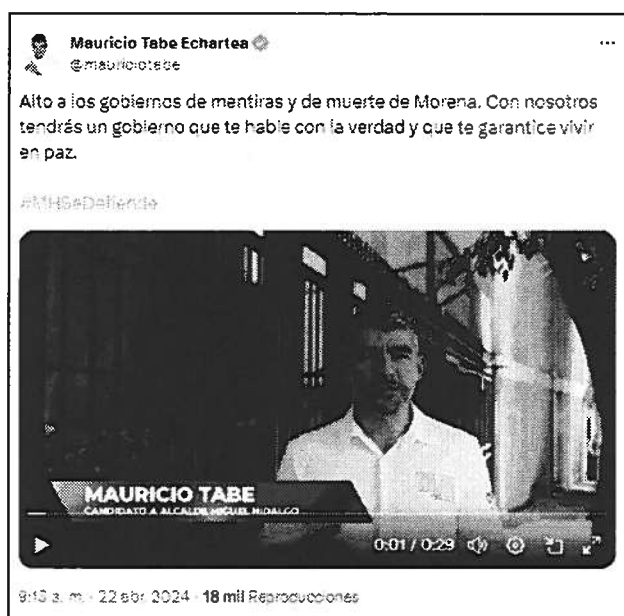 Mauricio Tabe Echartea
@mauriciotabe
Alto a los gobiernos de mentiras y de muerte de Morena. Con nosotros
tendrás un gobierno que te hable con la verdad y que te garantice vivir
en paz.
#MHSeDefiende
MAURICIO TABE
CANDIDATO A ALCALDE MIGUEL HIDALGO
0:01 / 0:29
9:13 a. m. · 22 abr. 2024 · 18 mil Reproducciones